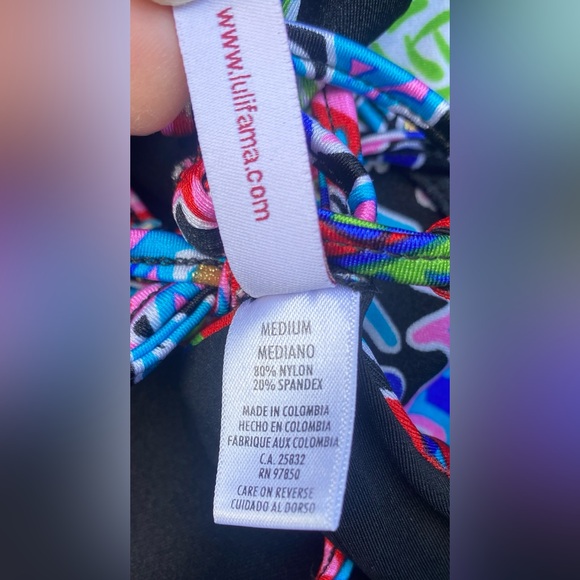 www.lulifama.com
MEDIUM
MEDIANO
80% NYLON
20% SPANDEX
MADE IN COLOMBIA
HECHO EN COLOMBIA
FABRIQUE AUX COLOMBIA
C.A. 25832
RN 97850
CARE ON REVERSE
CUIDADO AL DORSO